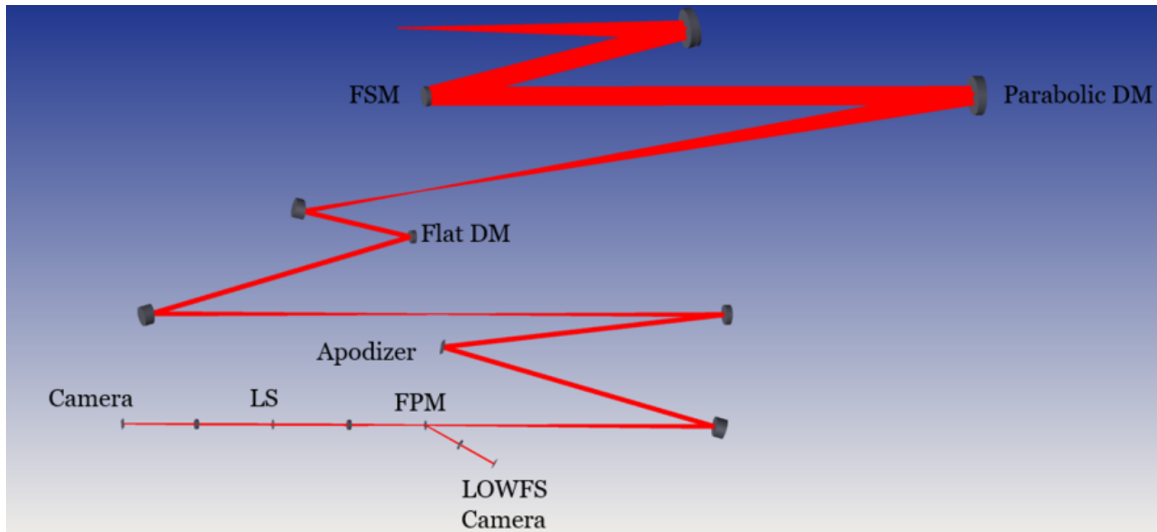 FSM
Parabolic DM
Flat DM
Apodizer
Camera
LS
FPM
LOWFS
Camera